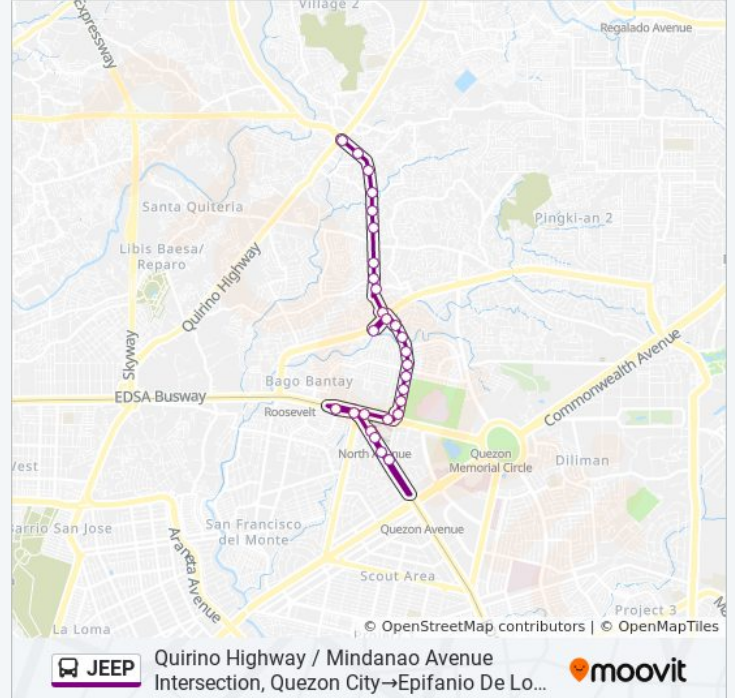 Village 2
Expressway
Regalado Avenue
Santa Quiteria
Pingki-an 2
Libis Baesa/
Reparo
Quirino Highway
Skyway
Commonwealth Avenue
Bago Bantay
EDSA Busway
Roosevelt
North Avenue
Quezon
Memorial Circle
Diliman
West
San Francisco
del Monte
Quezon Avenue
Barrio San Jose
Araneta Avenue
Scout Area
Project 3
La Loma
© OpenStreetMap contributors | © OpenMapTiles
JEEP
Quirino Highway / Mindanao Avenue
Intersection, Quezon City→Epifanio De Lo...
moovit